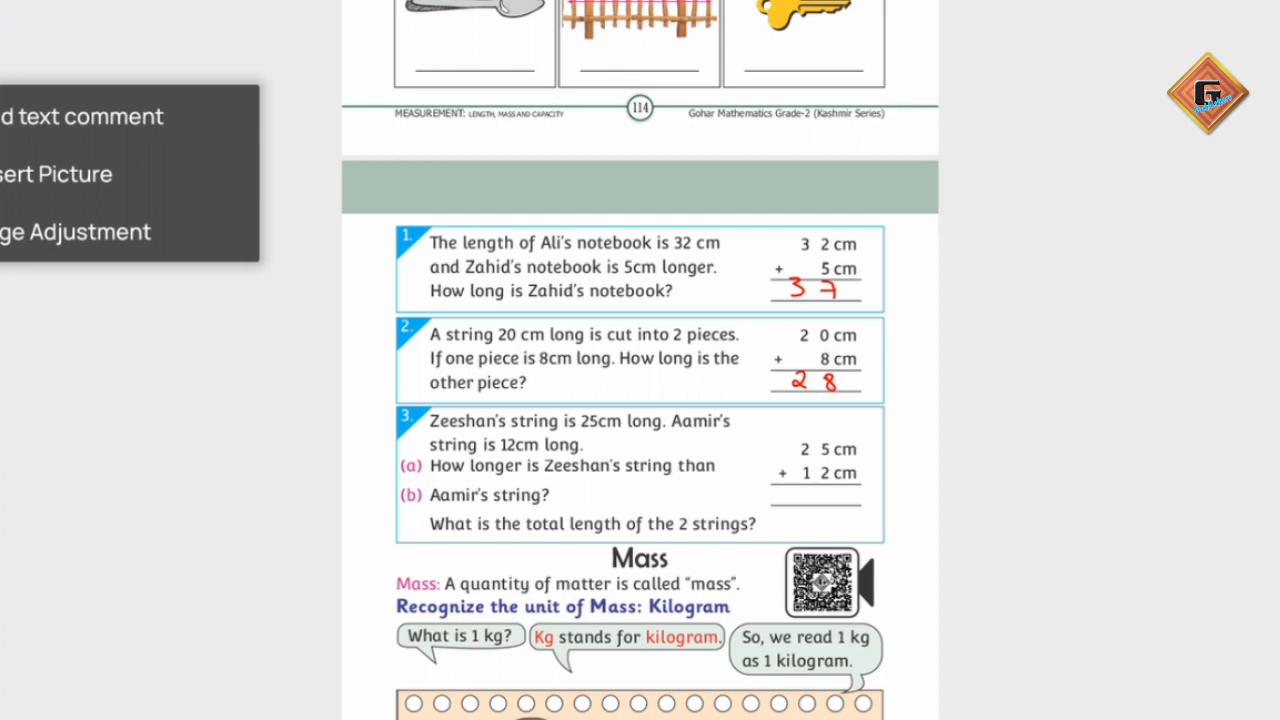 114
MEASUREMENT: LENGTH, MASS AND CAPACITY
Gohar Mathematics Grade-2 (Kashmir Series)
G
Publishers
d text comment
sert Picture
ge Adjustment
1.
The length of Ali's notebook is 32 cm
and Zahid's notebook is 5cm longer.
How long is Zahid's notebook?
3 2 cm
+ 5 cm
3 7
2.
A string 20 cm long is cut into 2 pieces.
If one piece is 8cm long. How long is the
other piece?
2 0 cm
+ 8 cm
2 8
3.
Zeeshan's string is 25cm long. Aamir's
string is 12cm long.
(a) How longer is Zeeshan's string than
(b) Aamir's string?
What is the total length of the 2 strings?
2 5 cm
+ 1 2 cm
Mass
Mass: A quantity of matter is called "mass".
Recognize the unit of Mass: Kilogram
What is 1 kg?
Kg stands for kilogram.
So, we read 1 kg
as 1 kilogram.